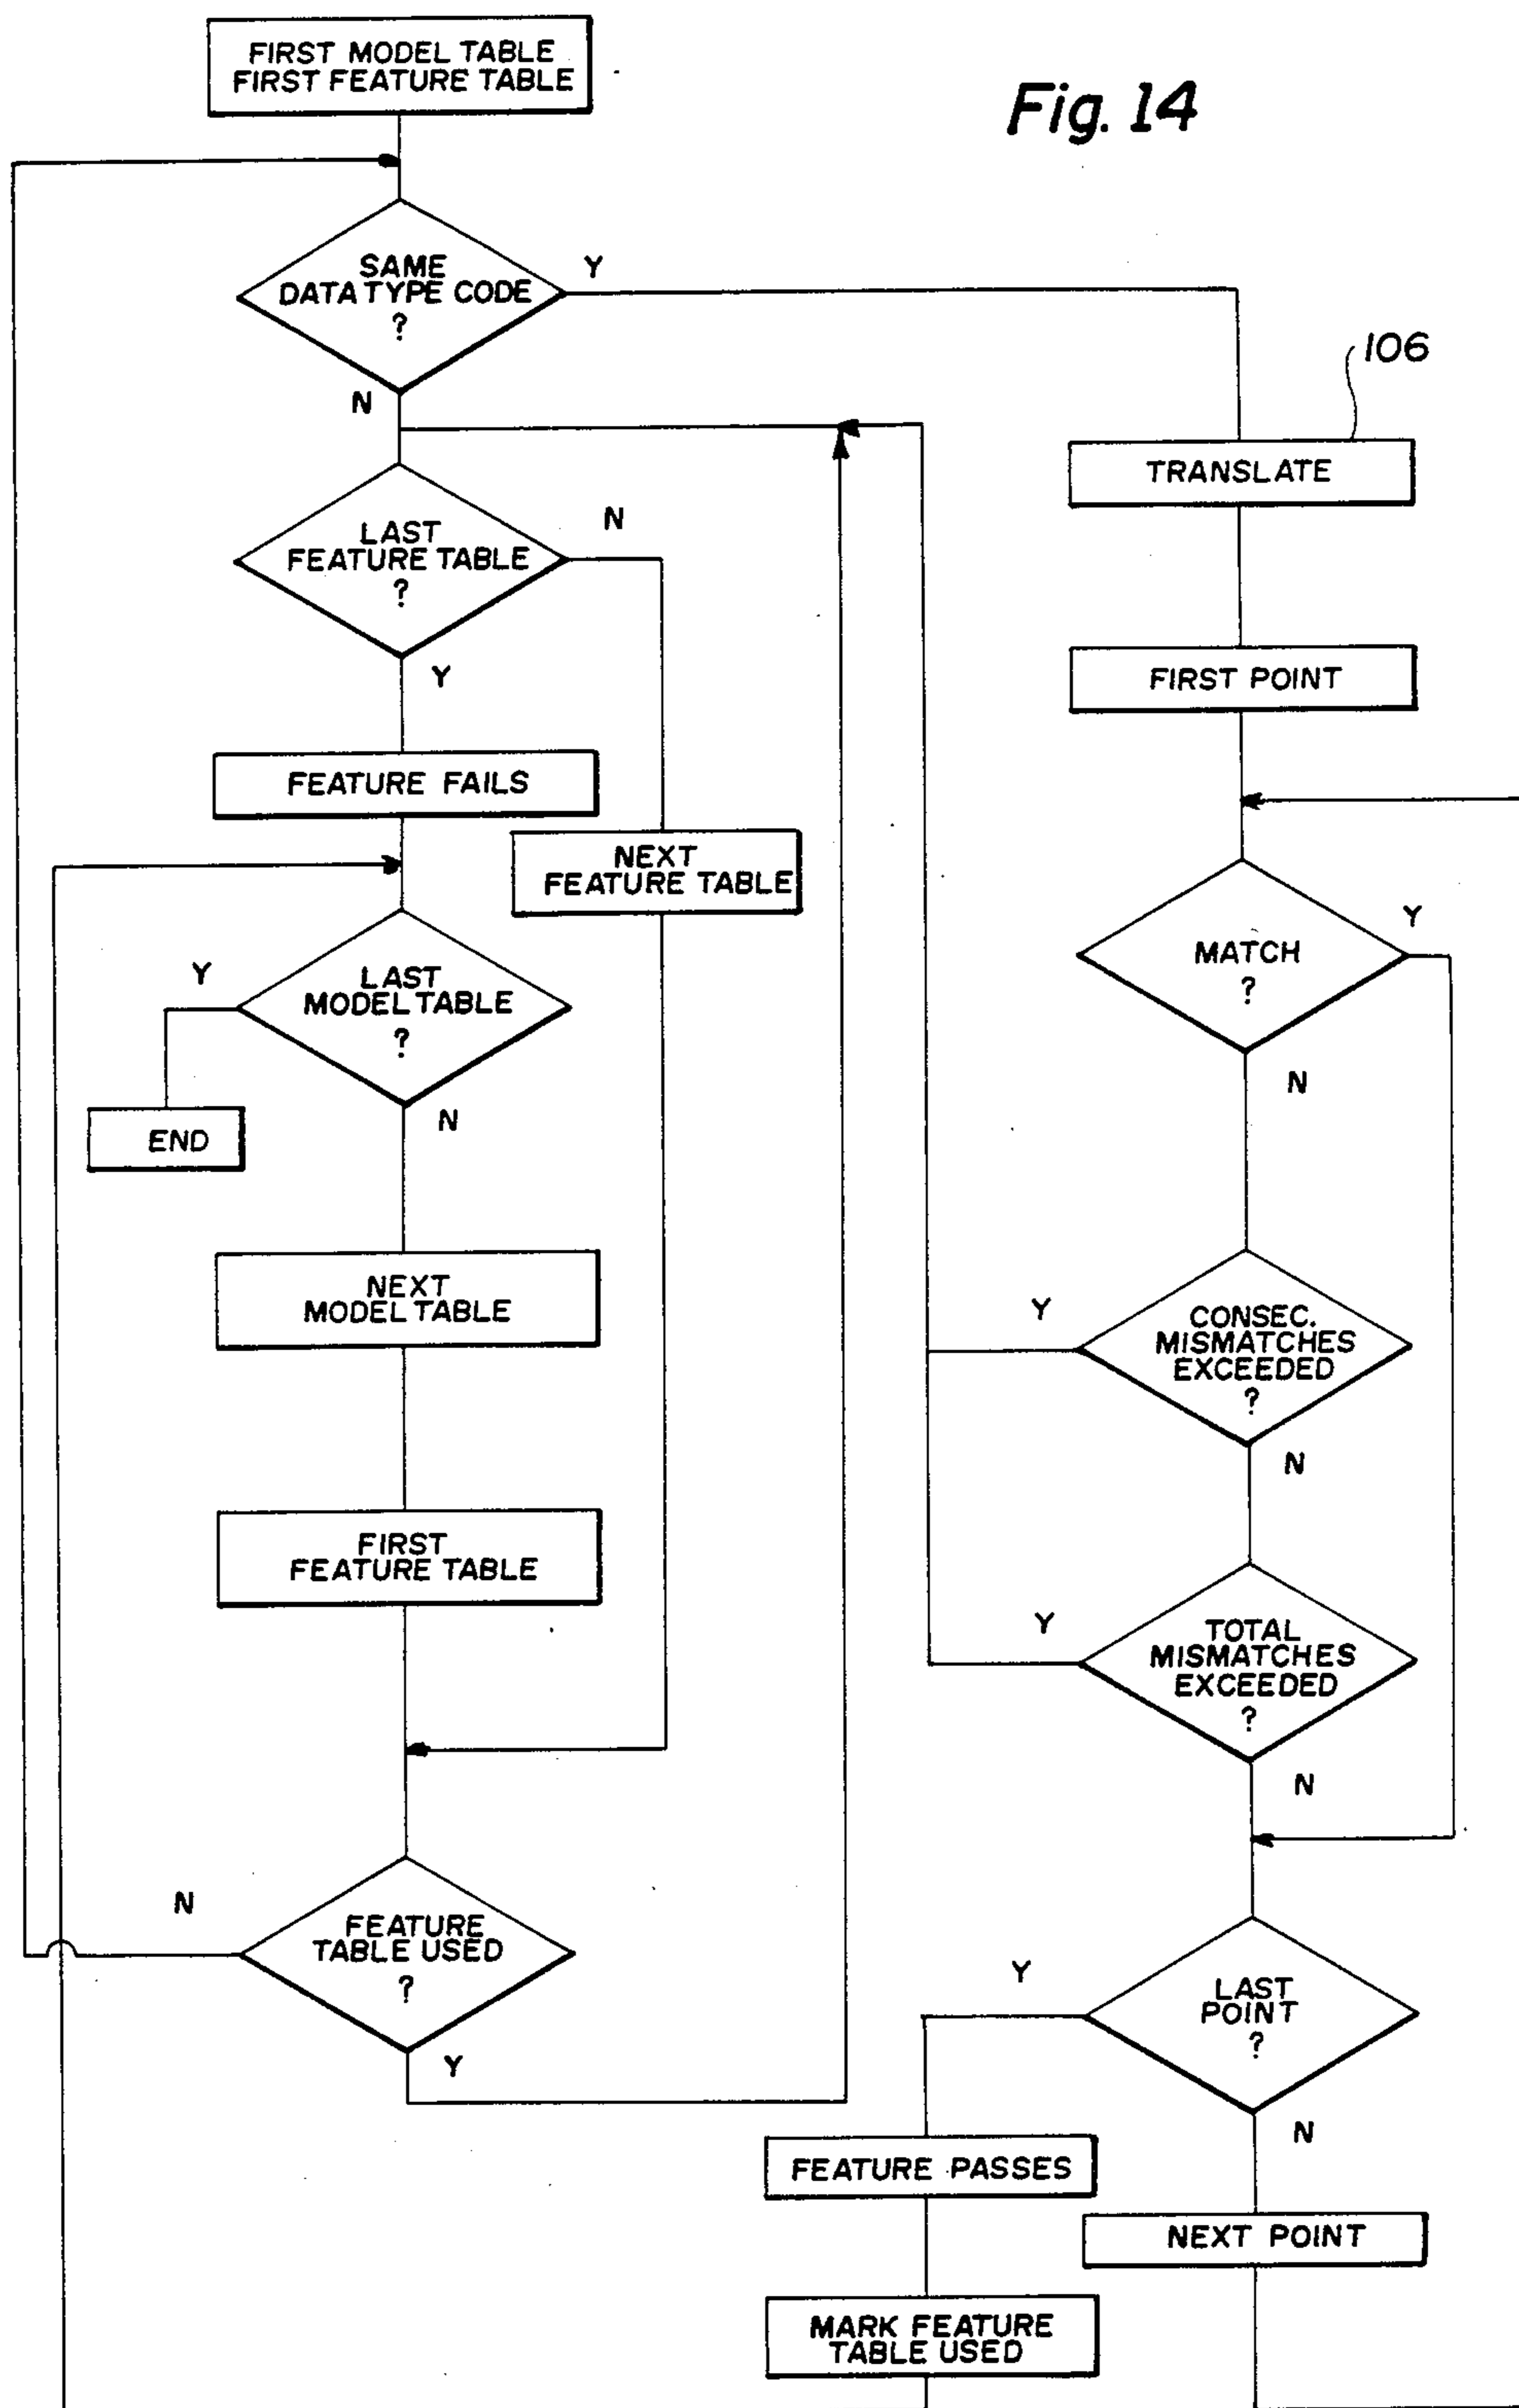 FIRST MODEL TABLE
FIRST FEATURE TABLE
Fig. 14
SAME
DATA TYPE CODE
?
Y
N
106
TRANSLATE
LAST
FEATURE TABLE
?
N
Y
FIRST POINT
FEATURE FAILS
NEXT
FEATURE TABLE
MATCH
?
Y
N
LAST
MODEL TABLE
?
Y
N
END
NEXT
MODEL TABLE
CONSEC.
MISMATCHES
EXCEEDED
?
Y
N
FIRST
FEATURE TABLE
TOTAL
MISMATCHES
EXCEEDED
?
Y
N
FEATURE
TABLE USED
?
N
Y
LAST
POINT
?
Y
N
FEATURE PASSES
NEXT POINT
MARK FEATURE
TABLE USED